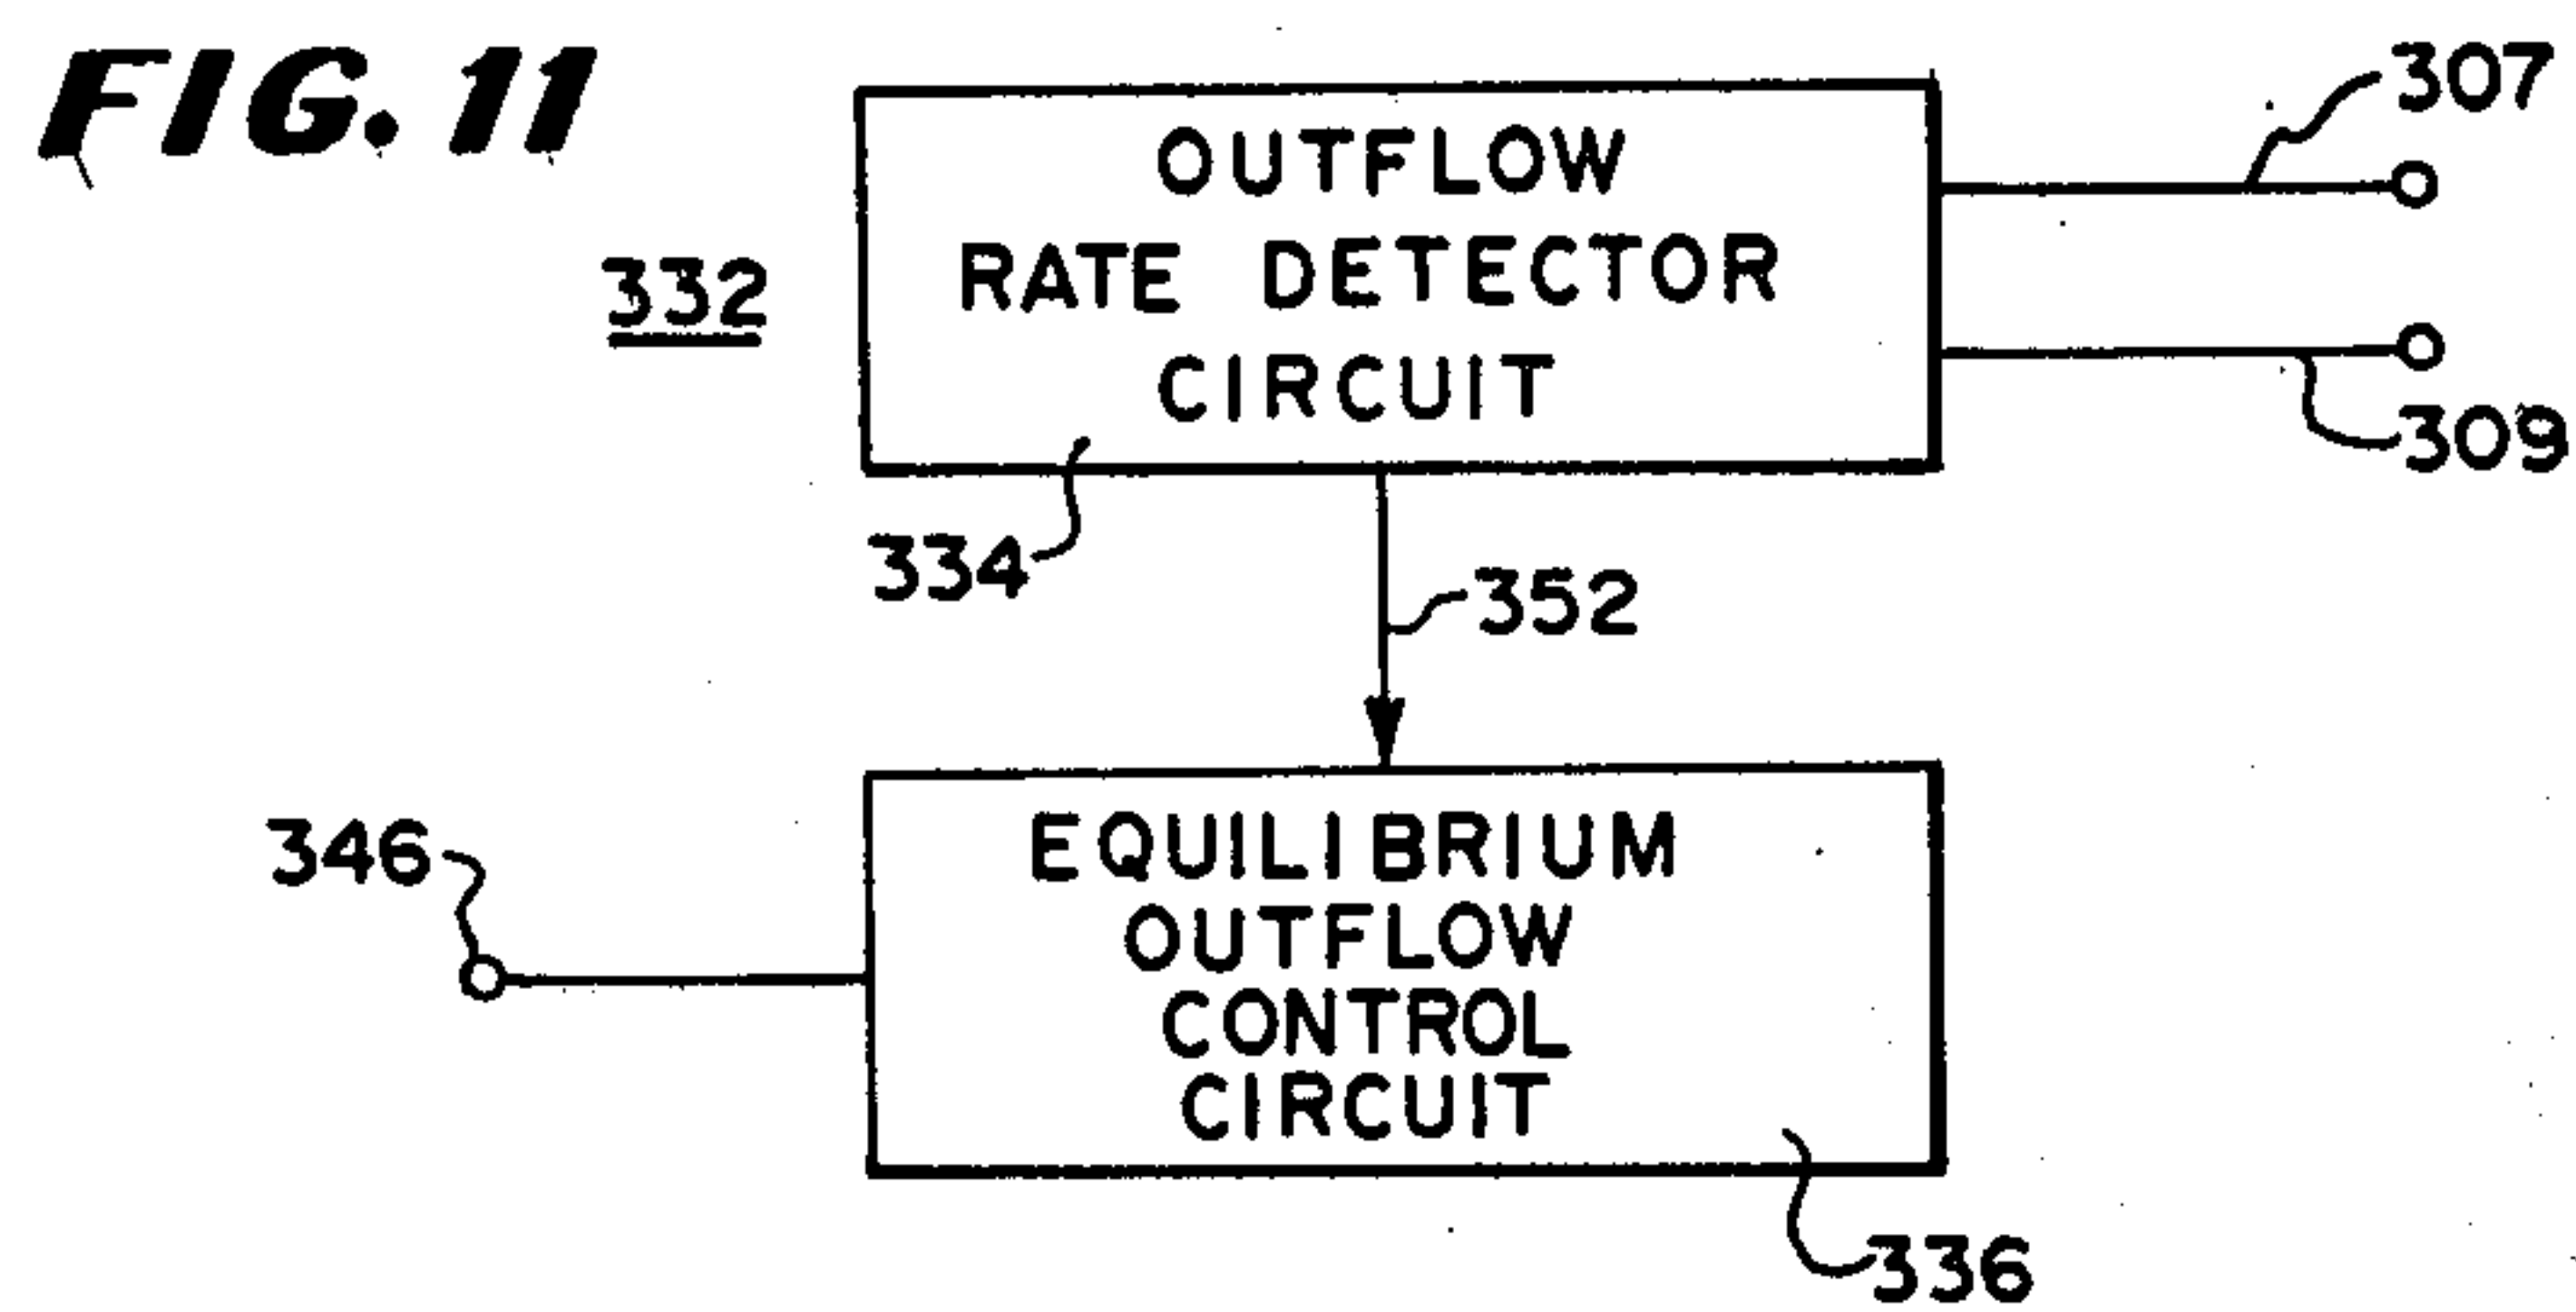 FIG. 11
307
OUTFLOW
RATE DETECTOR
CIRCUIT
332
309
334
352
346
EQUILIBRIUM
OUTFLOW
CONTROL
CIRCUIT
336